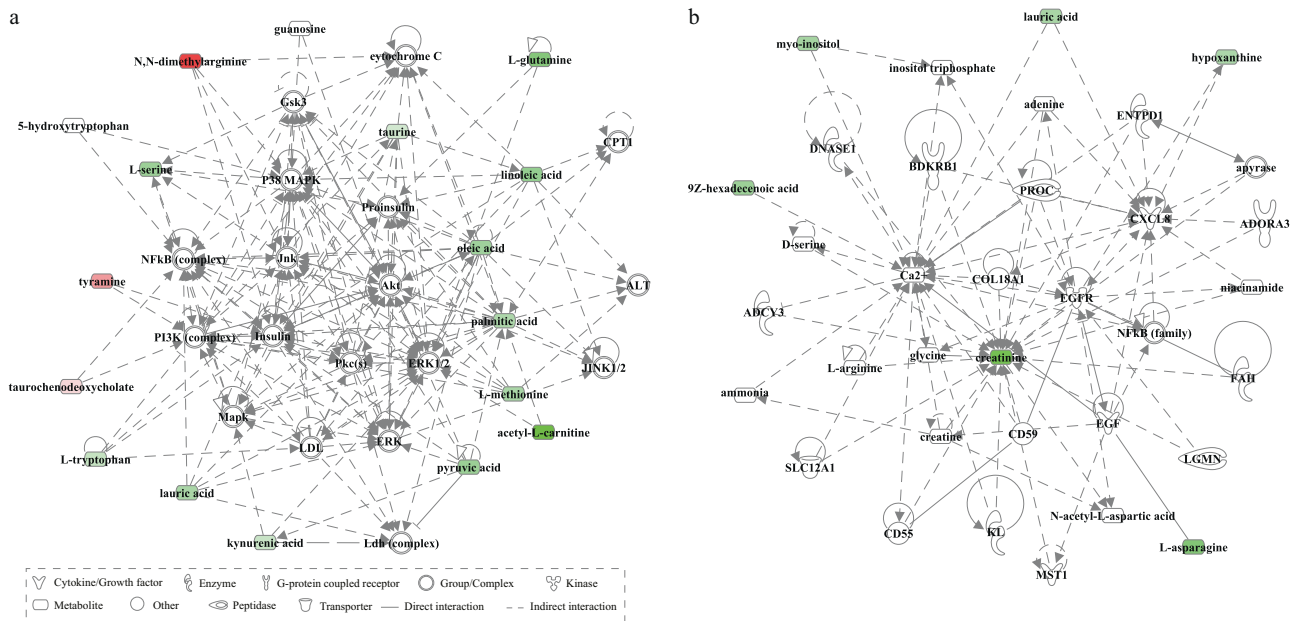 a
guanosine
N,N-dimethylarginine
cytochrome C
L-glutamine
Gsk3
5-hydroxytryptophan
taurine
CPT1
L-serine
P38 MAPK
linoleic acid
Proinsulin
oleic acid
NFkB (complex)
Jnk
tyramine
Akt
ALT
PI3K (complex)
Insulin
palmitic acid
Pkc(s)
ERK1/2
JINK1/2
taurochenodeoxycholate
L-methionine
Mapk
acetyl-L-carnitine
LDL
ERK
L-tryptophan
pyruvic acid
lauric acid
kynurenic acid
Ldh (complex)
Cytokine/Growth factor
Enzyme
G-protein coupled receptor
Group/Complex
Kinase
Metabolite
Other
Peptidase
Transporter
Direct interaction
Indirect interaction
b
lauric acid
myo-inositol
hypoxanthine
inositol triphosphate
adenine
ENTPD1
DNASE1
BDKRB1
apyrase
9Z-hexadecenoic acid
PROC
CXCL8
ADORA3
D-serine
Ca2+
COL18A1
EGFR
niacinamide
ADCY3
NFkB (family)
glycine
creatinine
L-arginine
FAH
ammonia
creatine
CD59
EGF
SLC12A1
LGMN
N-acetyl-L-aspartic acid
CD55
KL
L-asparagine
MST1